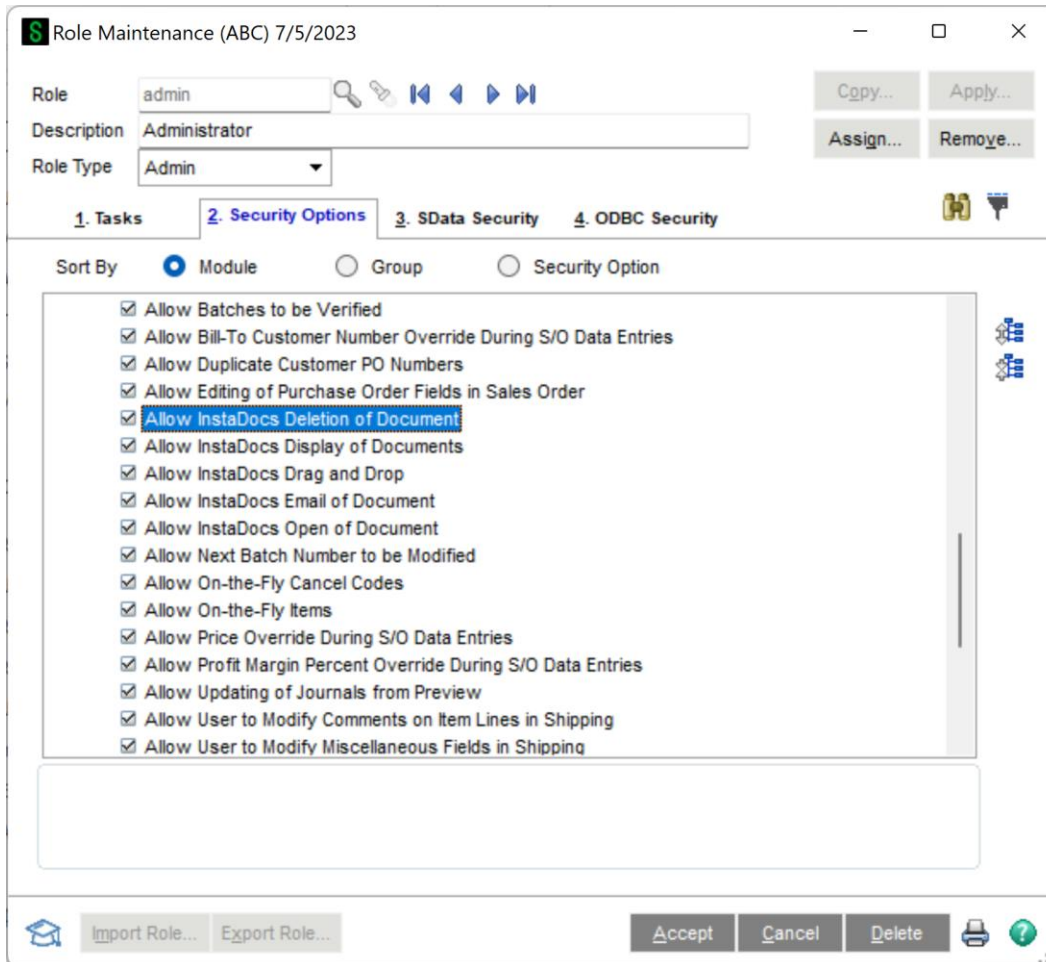 S Role Maintenance (ABC) 7/5/2023
Role admin Copy... Apply...
Description Administrator Assign... Remove...
Role Type Admin
1. Tasks 2. Security Options 3. SData Security 4. ODBC Security
Sort By Module Group Security Option
Allow Batches to be Verified
Allow Bill-To Customer Number Override During S/O Data Entries
Allow Duplicate Customer PO Numbers
Allow Editing of Purchase Order Fields in Sales Order
Allow InstaDocs Deletion of Document
Allow InstaDocs Display of Documents
Allow InstaDocs Drag and Drop
Allow InstaDocs Email of Document
Allow InstaDocs Open of Document
Allow Next Batch Number to be Modified
Allow On-the-Fly Cancel Codes
Allow On-the-Fly Items
Allow Price Override During S/O Data Entries
Allow Profit Margin Percent Override During S/O Data Entries
Allow Updating of Journals from Preview
Allow User to Modify Comments on Item Lines in Shipping
Allow User to Modify Miscellaneous Fields in Shipping
Import Role... Export Role... Accept Cancel Delete ?